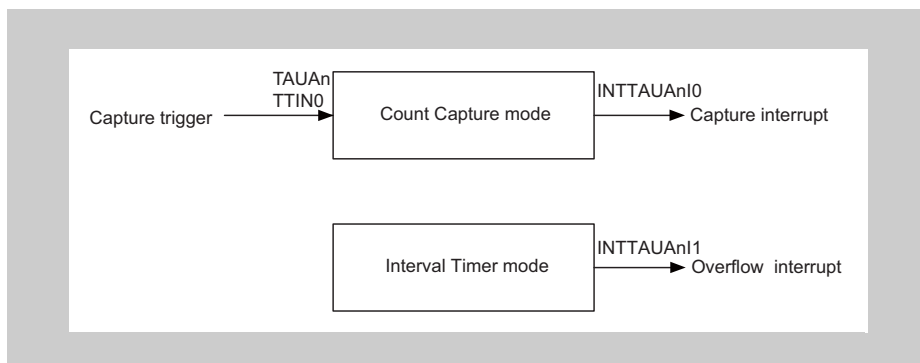 TAUAn
TTIN0
Capture trigger
Count Capture mode
INTTAUAnI0
Capture interrupt
Interval Timer mode
INTTAUAnI1
Overflow interrupt